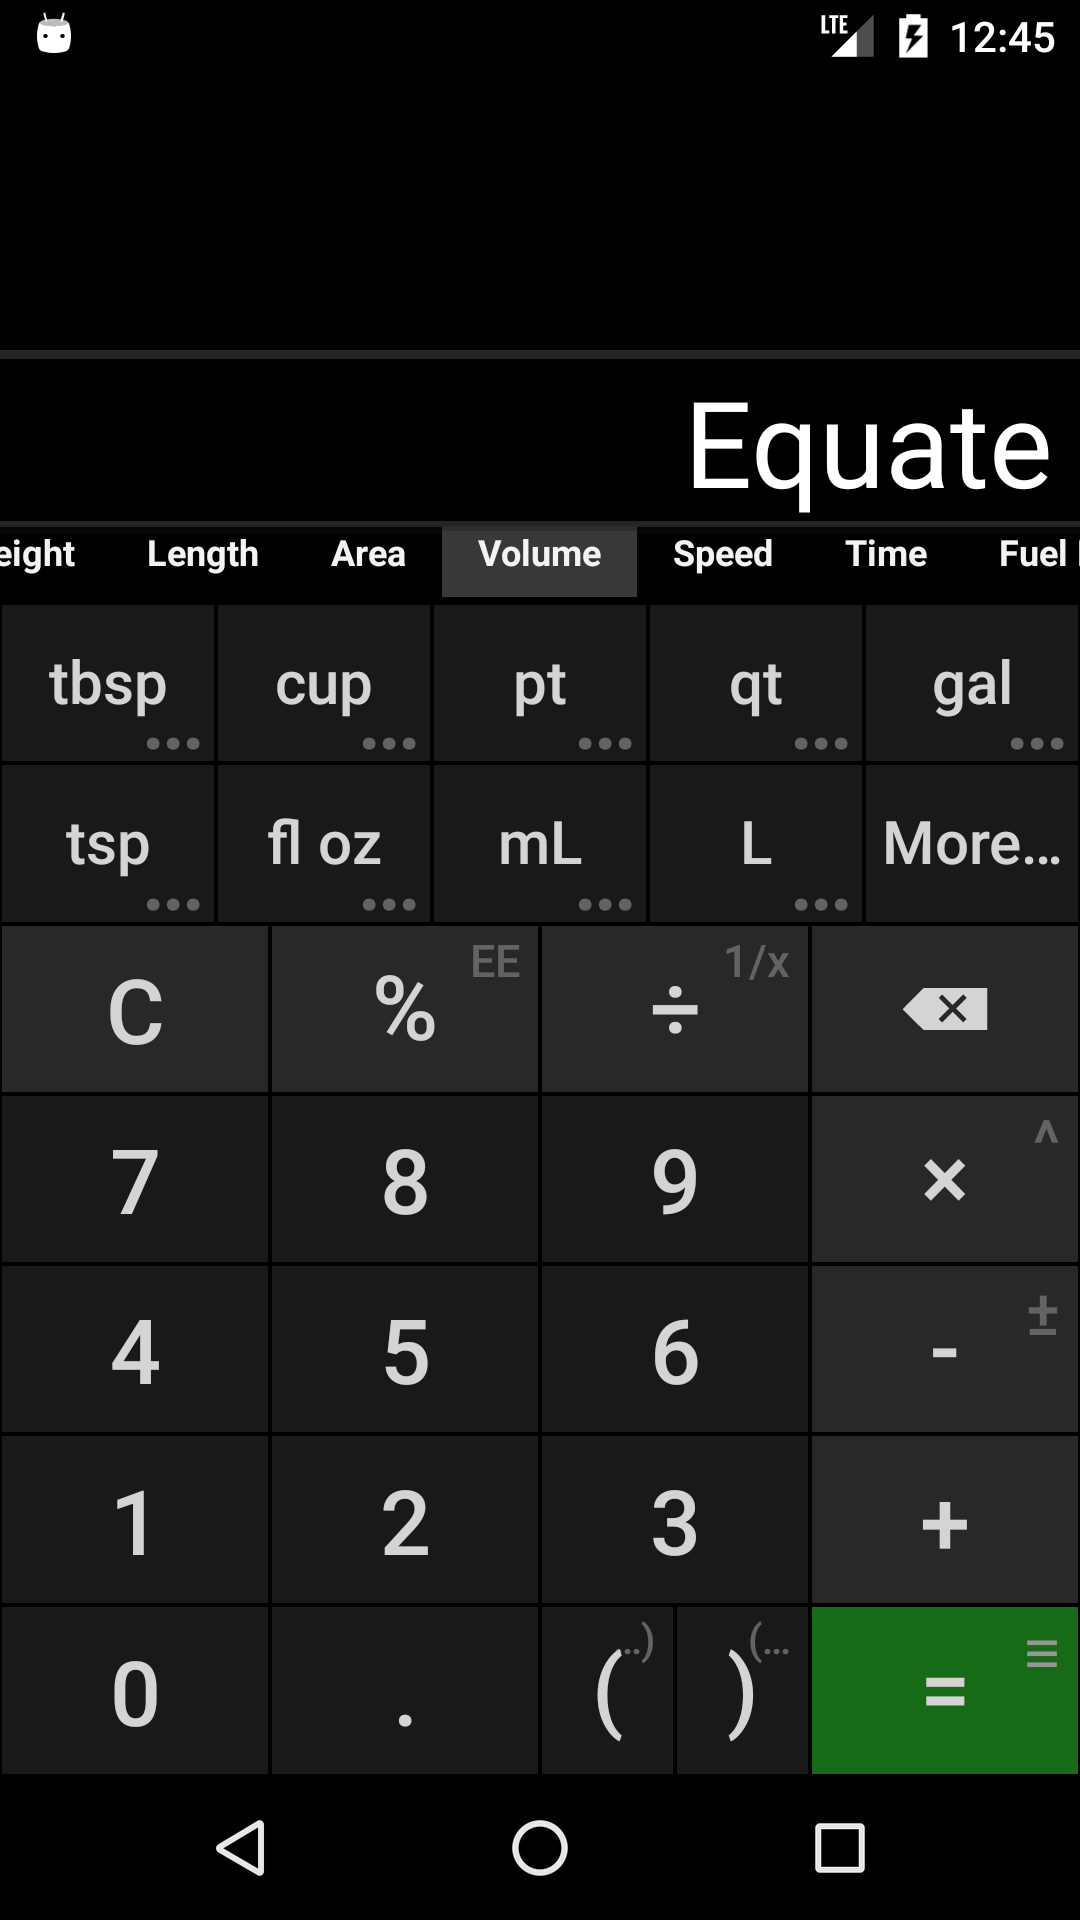 LTE 12:45
Equate
eight Length Area Volume Speed Time Fuel
tbsp cup pt qt gal
tsp fl oz mL L More...
C % EE ÷ 1/x
7 8 9 × ^
4 5 6 - ±
1 2 3 +
0 . ( ..) ) (... =